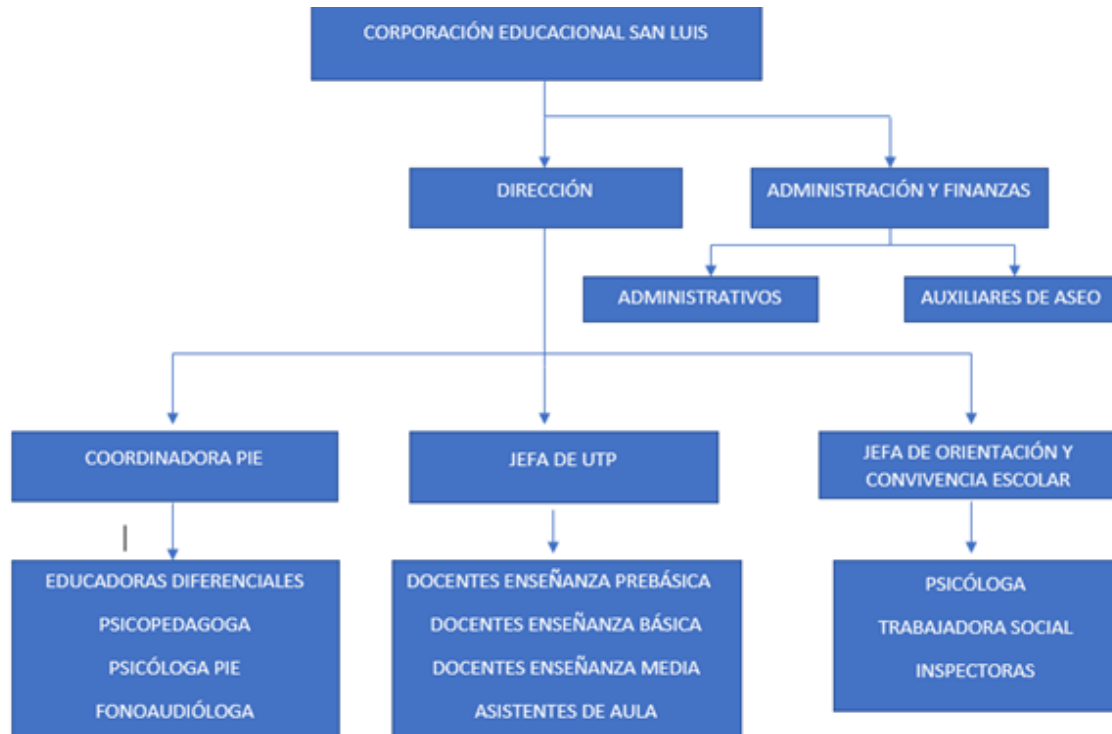 CORPORACIÓN EDUCACIONAL SAN LUIS
DIRECCIÓN
ADMINISTRACIÓN Y FINANZAS
ADMINISTRATIVOS
AUXILIARES DE ASEO
COORDINADORA PIE
JEFA DE UTP
JEFA DE ORIENTACIÓN Y
CONVIVENCIA ESCOLAR
EDUCADORAS DIFERENCIALES
PSICOPEDAGOGA
PSICÓLOGA PIE
FONOAUDIÓLOGA
DOCENTES ENSEÑANZA PREBÁSICA
DOCENTES ENSEÑANZA BÁSICA
DOCENTES ENSEÑANZA MEDIA
ASISTENTES DE AULA
PSICÓLOGA
TRABAJADORA SOCIAL
INSPECTORAS